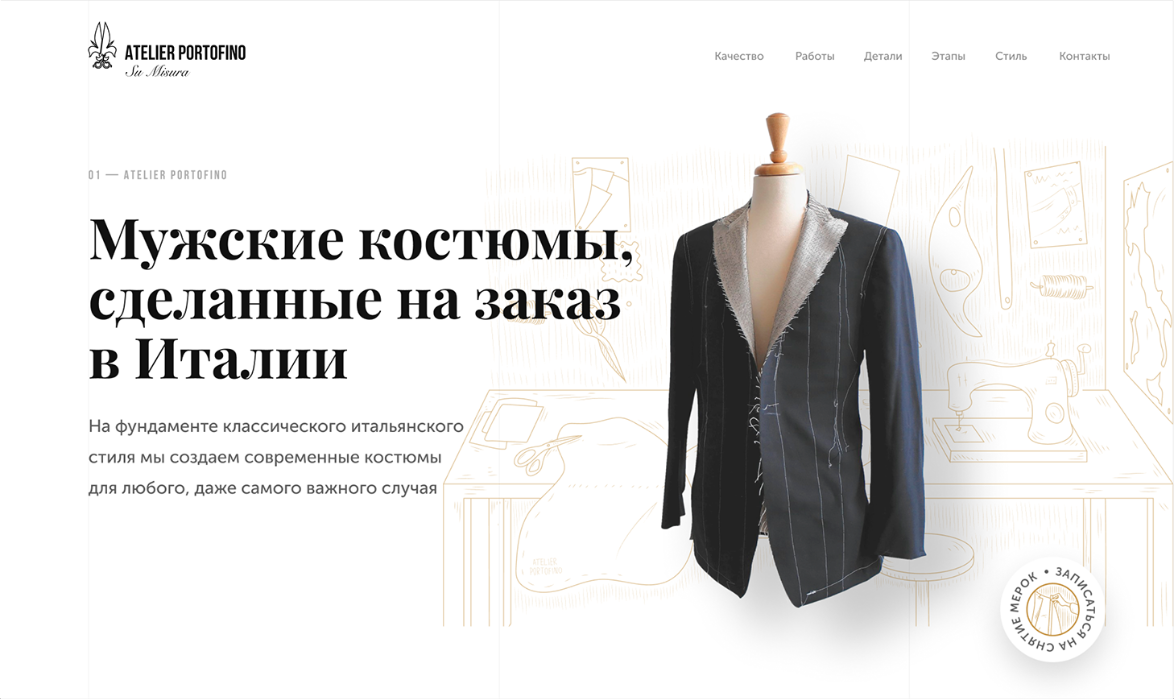 ATELIER PORTOFINO
Su Misura
Качество Работы Детали Этапы Стиль Контакты
01 — ATELIER PORTOFINO
Мужские костюмы,
сделанные на заказ
в Италии
На фундаменте классического итальянского
стиля мы создаем современные костюмы
для любого, даже самого важного случая
ATELIER
PORTOFINO
ЗАПИСАТЬСЯ НА СНЯТИЕ МЕРОК •